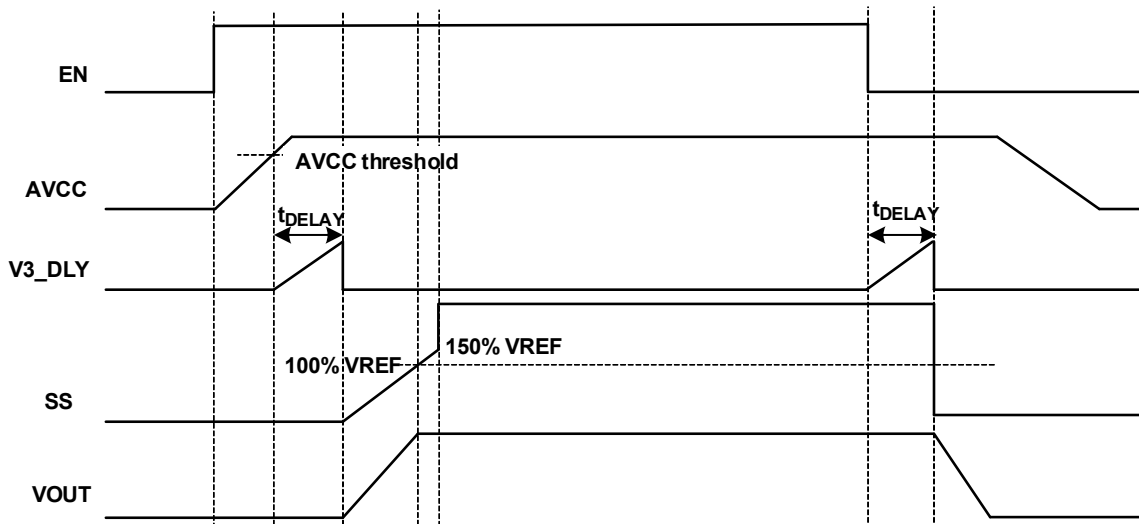 EN
AVCC threshold
AVCC
tDELAY
tDELAY
V3_DLY
150% VREF
100% VREF
SS
VOUT